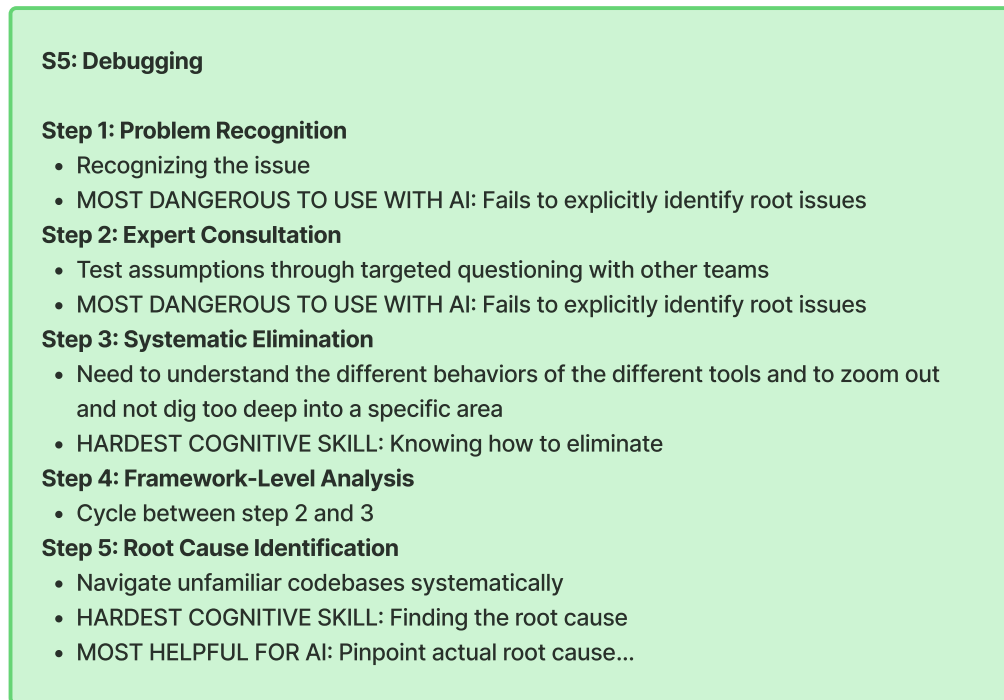 S5: Debugging
Step 1: Problem Recognition
• Recognizing the issue
• MOST DANGEROUS TO USE WITH AI: Fails to explicitly identify root issues
Step 2: Expert Consultation
• Test assumptions through targeted questioning with other teams
• MOST DANGEROUS TO USE WITH AI: Fails to explicitly identify root issues
Step 3: Systematic Elimination
• Need to understand the different behaviors of the different tools and to zoom out
and not dig too deep into a specific area
• HARDEST COGNITIVE SKILL: Knowing how to eliminate
Step 4: Framework-Level Analysis
• Cycle between step 2 and 3
Step 5: Root Cause Identification
• Navigate unfamiliar codebases systematically
• HARDEST COGNITIVE SKILL: Finding the root cause
• MOST HELPFUL FOR AI: Pinpoint actual root cause...